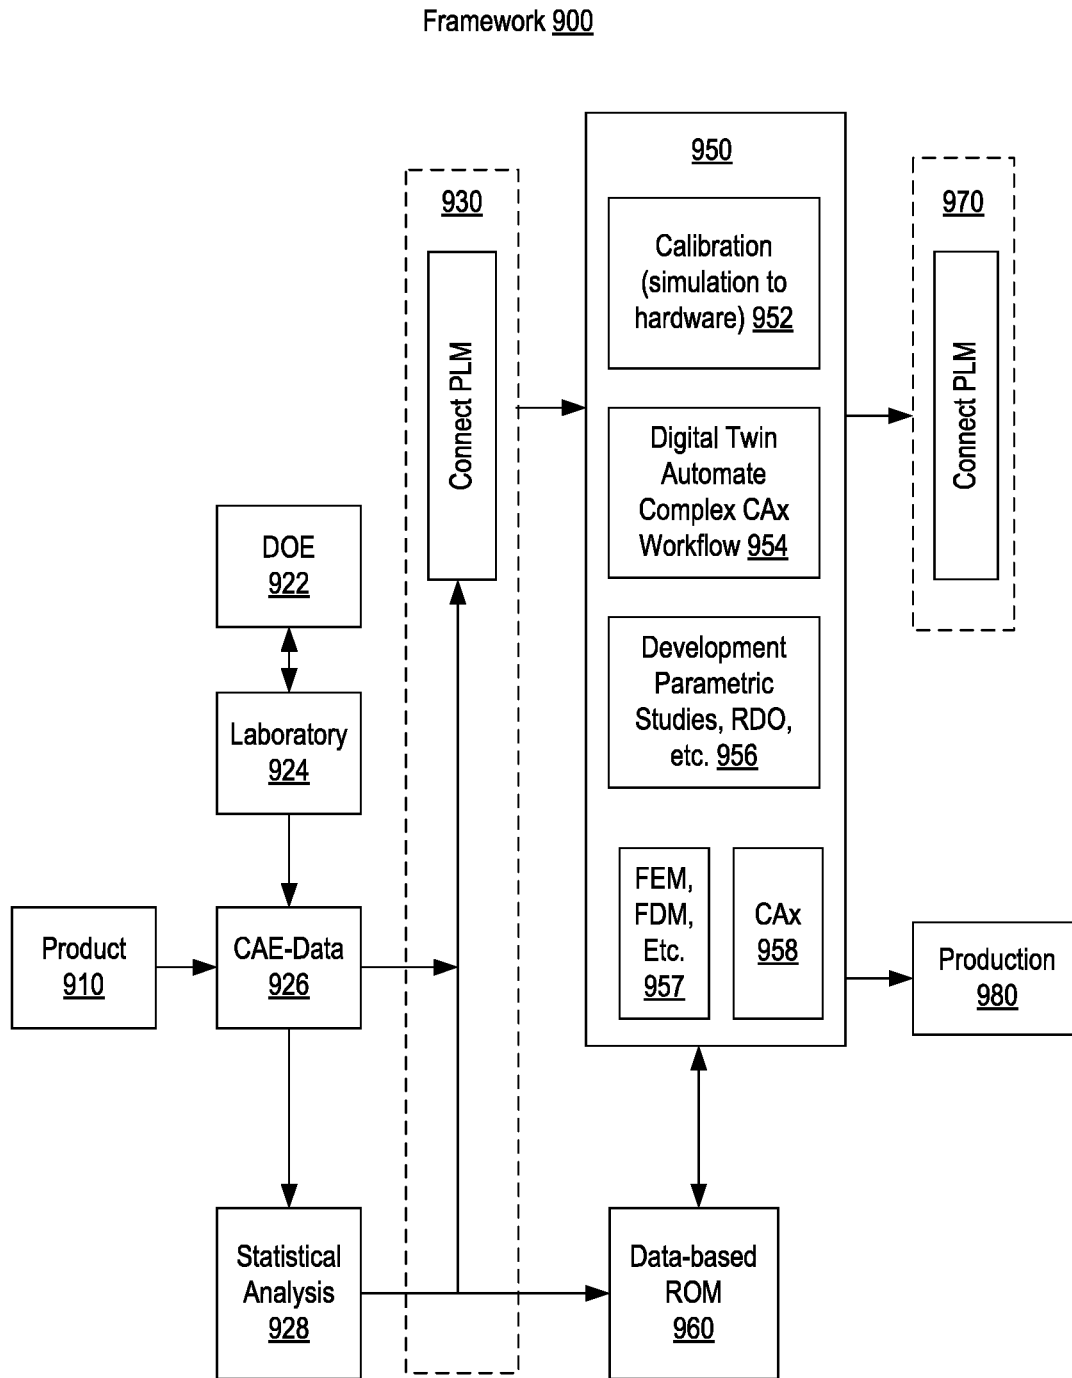 Framework 900
950
930
970
Calibration
(simulation to
hardware) 952
Connect PLM
Connect PLM
Digital Twin
Automate
Complex CAx
Workflow 954
DOE
922
Development
Parametric
Studies, RDO,
etc. 956
Laboratory
924
FEM,
FDM,
Etc.
957
CAx
958
Product
910
CAE-Data
926
Production
980
Statistical
Analysis
928
Data-based
ROM
960